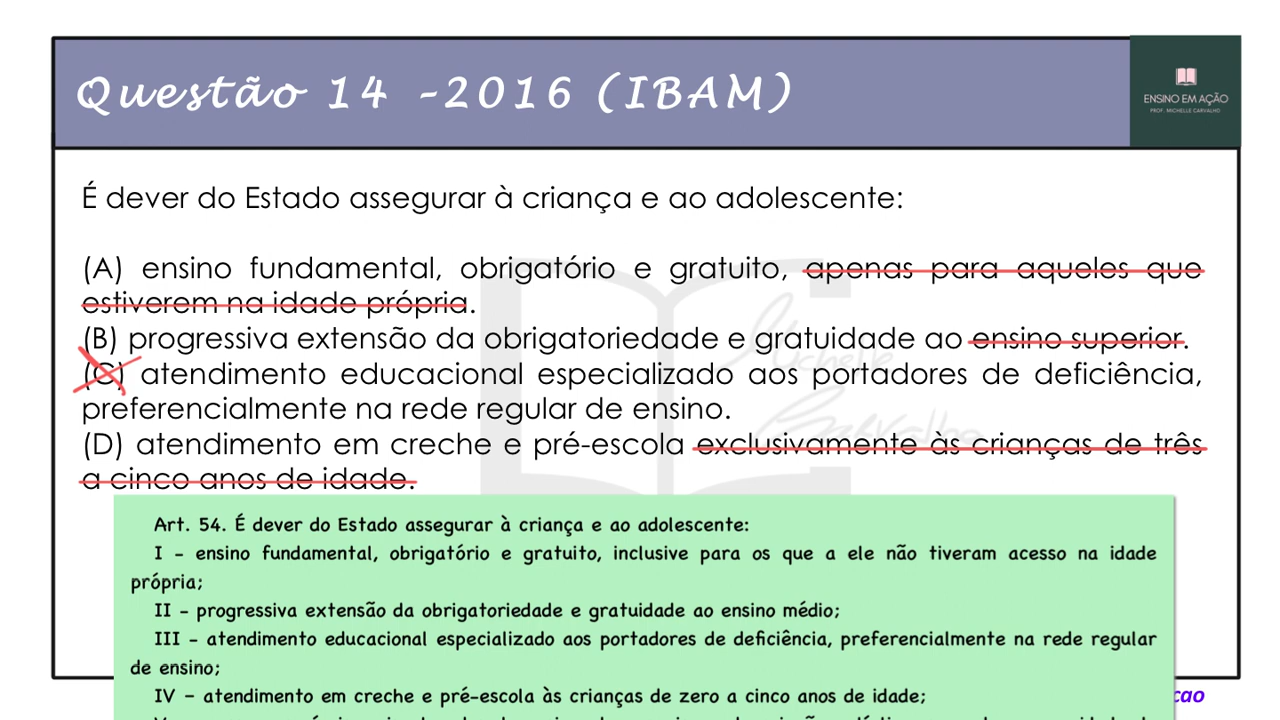 Questão 14 -2016 (IBAM)
ENSINO EM AÇÃO
PROF. MICHELLE CARVALHO
É dever do Estado assegurar à criança e ao adolescente:
(A) ensino fundamental, obrigatório e gratuito, apenas para aqueles que
estiverem na idade própria.
(B) progressiva extensão da obrigatoriedade e gratuidade ao ensino superior.
(C) atendimento educacional especializado aos portadores de deficiência,
preferencialmente na rede regular de ensino.
(D) atendimento em creche e pré-escola exclusivamente às crianças de três
a cinco anos de idade.
Michelle
Carvalho
Art. 54. É dever do Estado assegurar à criança e ao adolescente:
I - ensino fundamental, obrigatório e gratuito, inclusive para os que a ele não tiveram acesso na idade
própria;
II - progressiva extensão da obrigatoriedade e gratuidade ao ensino médio;
III - atendimento educacional especializado aos portadores de deficiência, preferencialmente na rede regular
de ensino;
IV – atendimento em creche e pré-escola às crianças de zero a cinco anos de idade;
cao